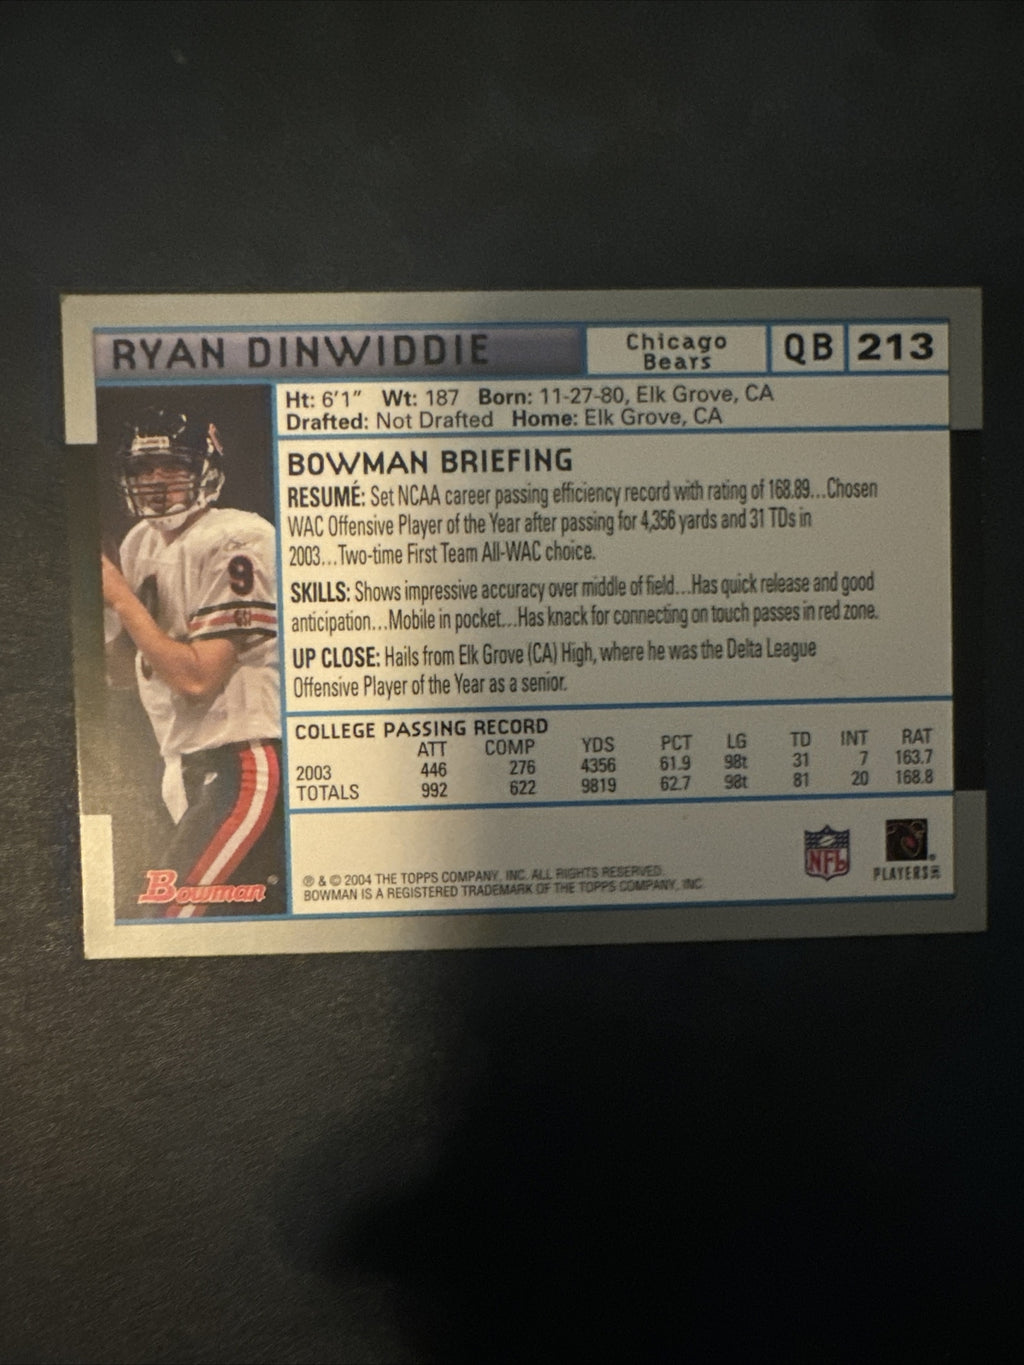 RYAN DINWIDDIE
Chicago
Bears
QB
213
Ht: 6'1" Wt: 187 Born: 11-27-80, Elk Grove, CA
Drafted: Not Drafted Home: Elk Grove, CA
BOWMAN BRIEFING
RESUMÉ: Set NCAA career passing efficiency record with rating of 168.89...Chosen
WAC Offensive Player of the Year after passing for 4,356 yards and 31 TDs in
2003...Two-time First Team All-WAC choice.
SKILLS: Shows impressive accuracy over middle of field...Has quick release and good
anticipation...Mobile in pocket...Has knack for connecting on touch passes in red zone.
UP CLOSE: Hails from Elk Grove (CA) High, where he was the Delta League
Offensive Player of the Year as a senior.
COLLEGE PASSING RECORD
ATT COMP YDS PCT LG TD INT RAT
2003 446 276 4356 61.9 98t 31 7 163.7
TOTALS 992 622 9819 62.7 98t 81 20 168.8
9
Bowman®
® & © 2004 THE TOPPS COMPANY, INC. ALL RIGHTS RESERVED.
BOWMAN IS A REGISTERED TRADEMARK OF THE TOPPS COMPANY, INC.
NFL
PLAYERS